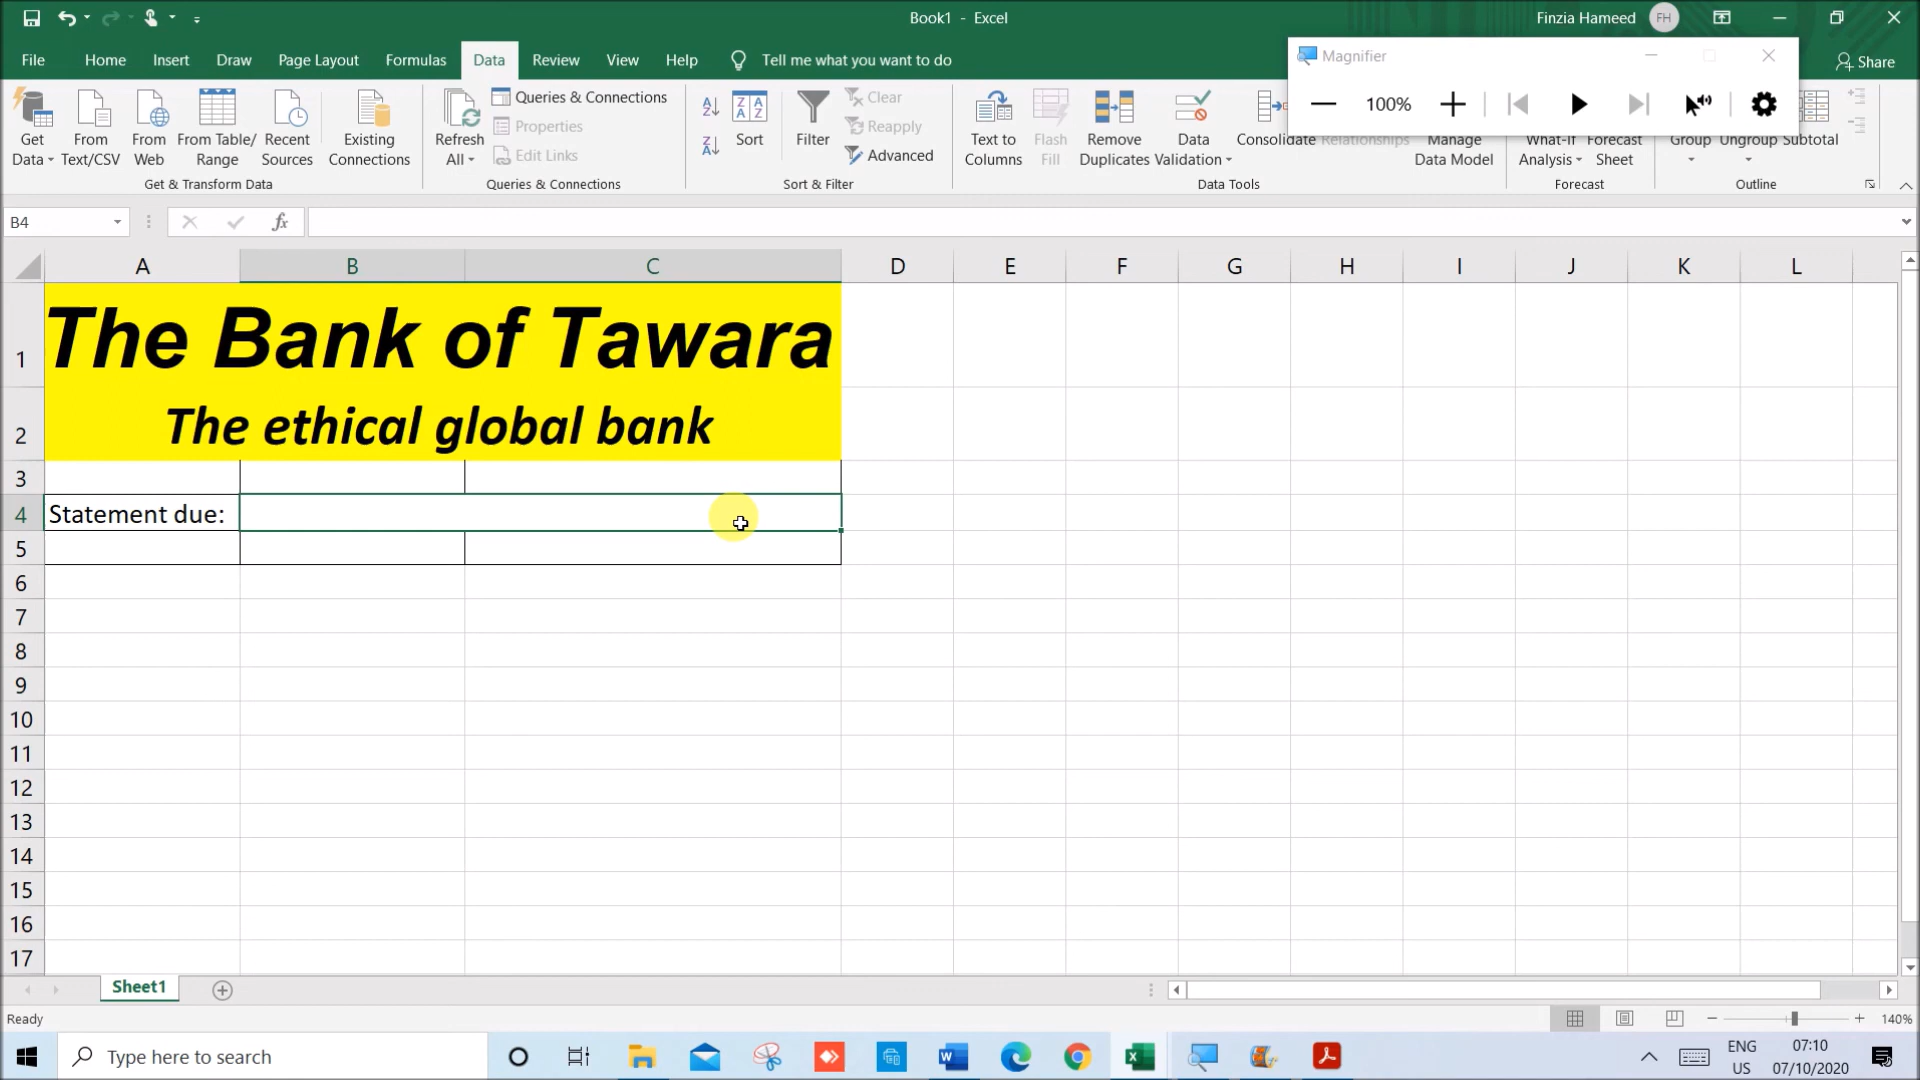 Book1 - Excel
Finzia Hameed FH
File Home Insert Draw Page Layout Formulas Data Review View Help Tell me what you want to do
Share
Magnifier
100%
Get Data
From Text/CSV
From Web
From Table/ Range
Recent Sources
Existing Connections
Get & Transform Data
Refresh All
Queries & Connections
Properties
Edit Links
Queries & Connections
Sort
Filter
Clear
Reapply
Advanced
Sort & Filter
Text to Columns
Flash Fill
Remove Duplicates
Data Validation
Consolidate
Relationships
Manage Data Model
Data Tools
What-If Analysis
Forecast Sheet
Forecast
Group
Ungroup
Subtotal
Outline
B4
fx
A B C D E F G H I J K L
1 The Bank of Tawara
2 The ethical global bank
3
4 Statement due:
5
6
7
8
9
10
11
12
13
14
15
16
17
Sheet1
Ready
140%
Type here to search
ENG
US
07:10
07/10/2020